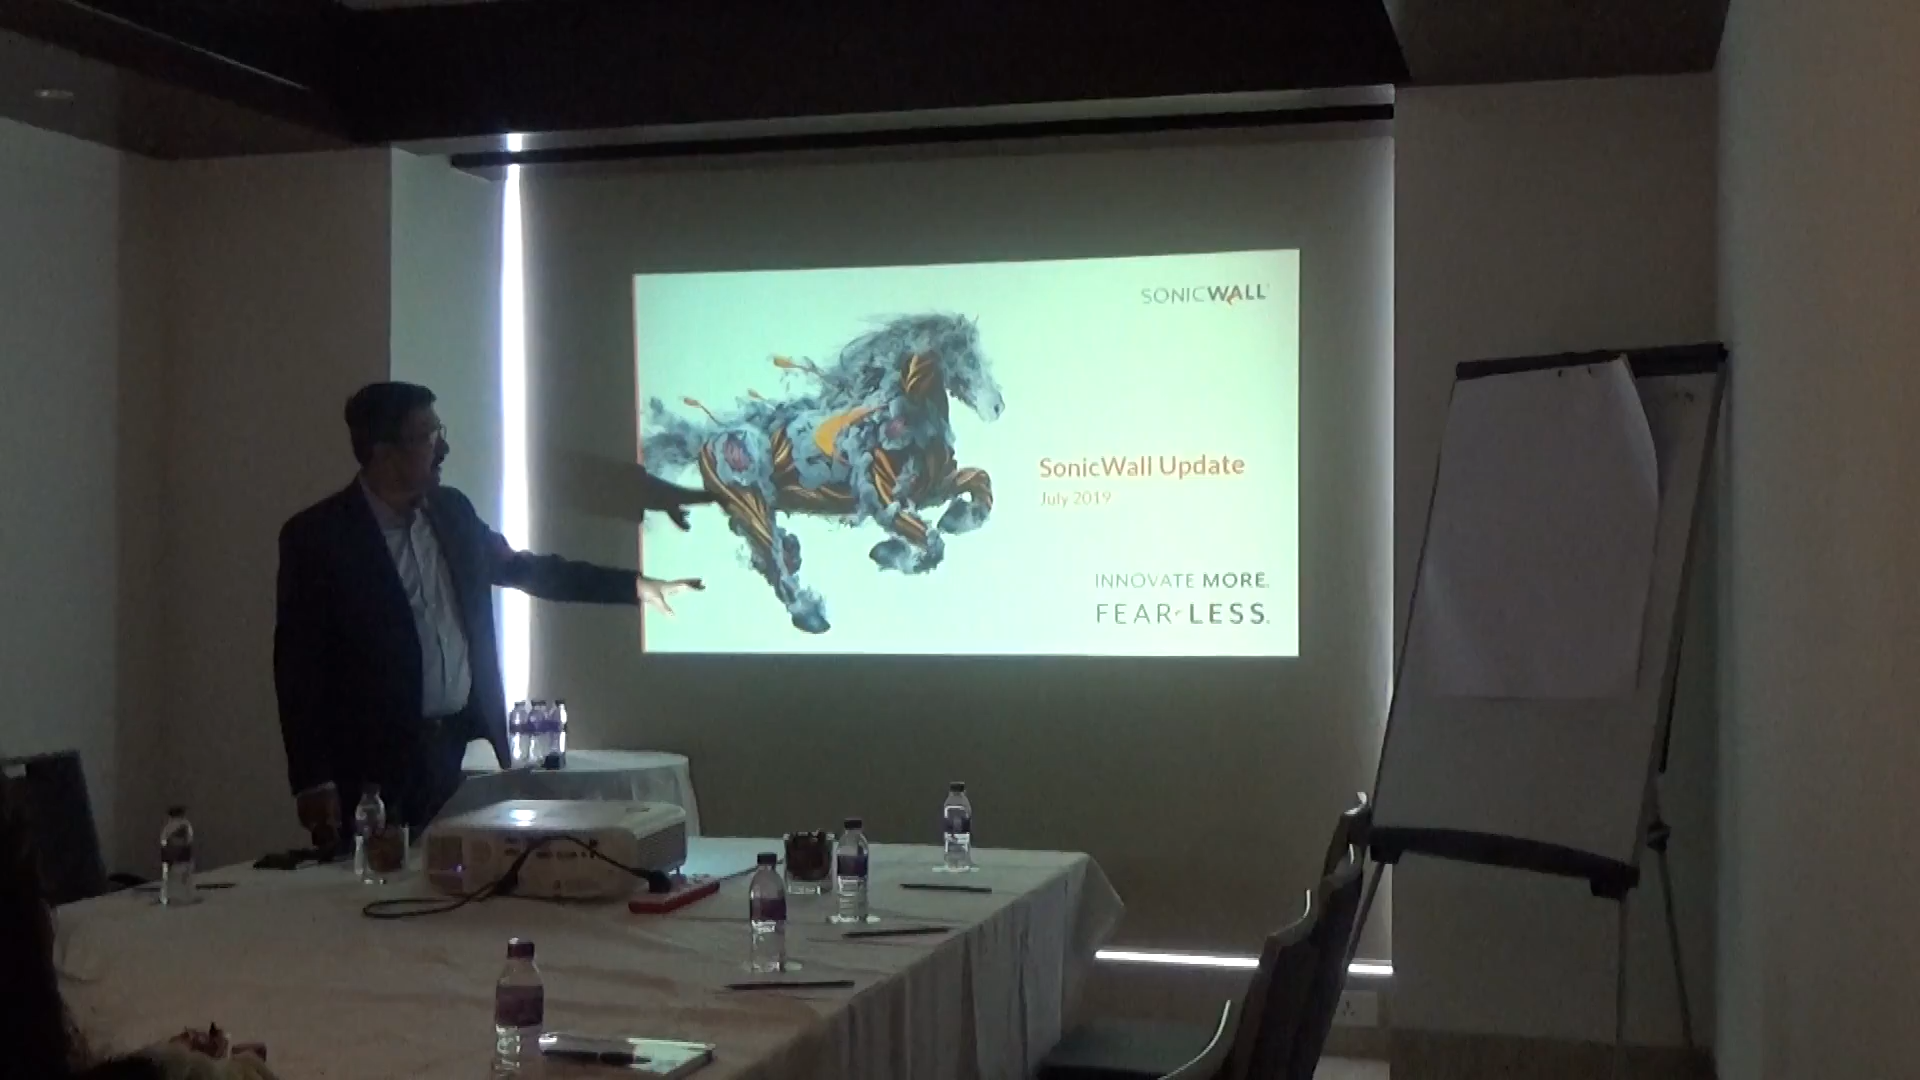 SONICWALL
SonicWall Update
July 2019
INNOVATE MORE.
FEAR LESS.